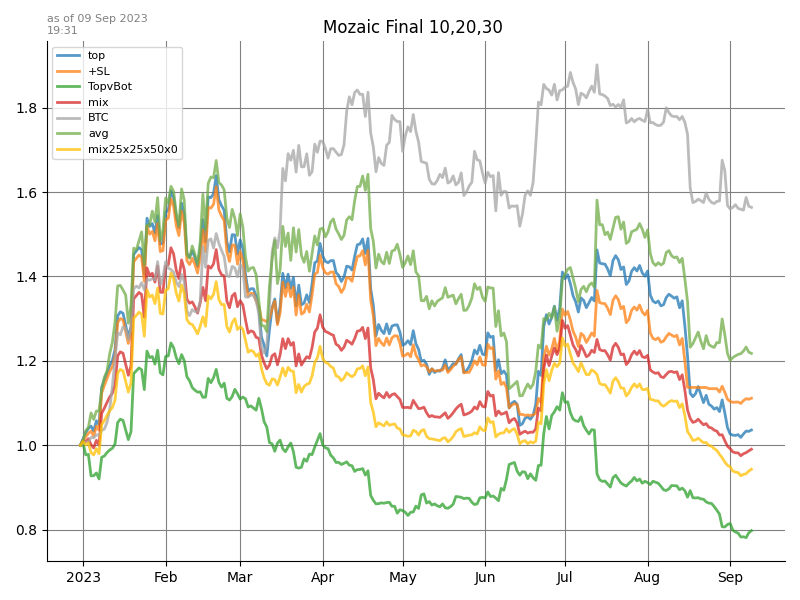 as of 09 Sep 2023
19:31
Mozaic Final 10,20,30
top
+SL
TopvBot
mix
BTC
avg
mix25x25x50x0
1.8
1.6
1.4
1.2
1.0
0.8
2023 Feb Mar Apr May Jun Jul Aug Sep